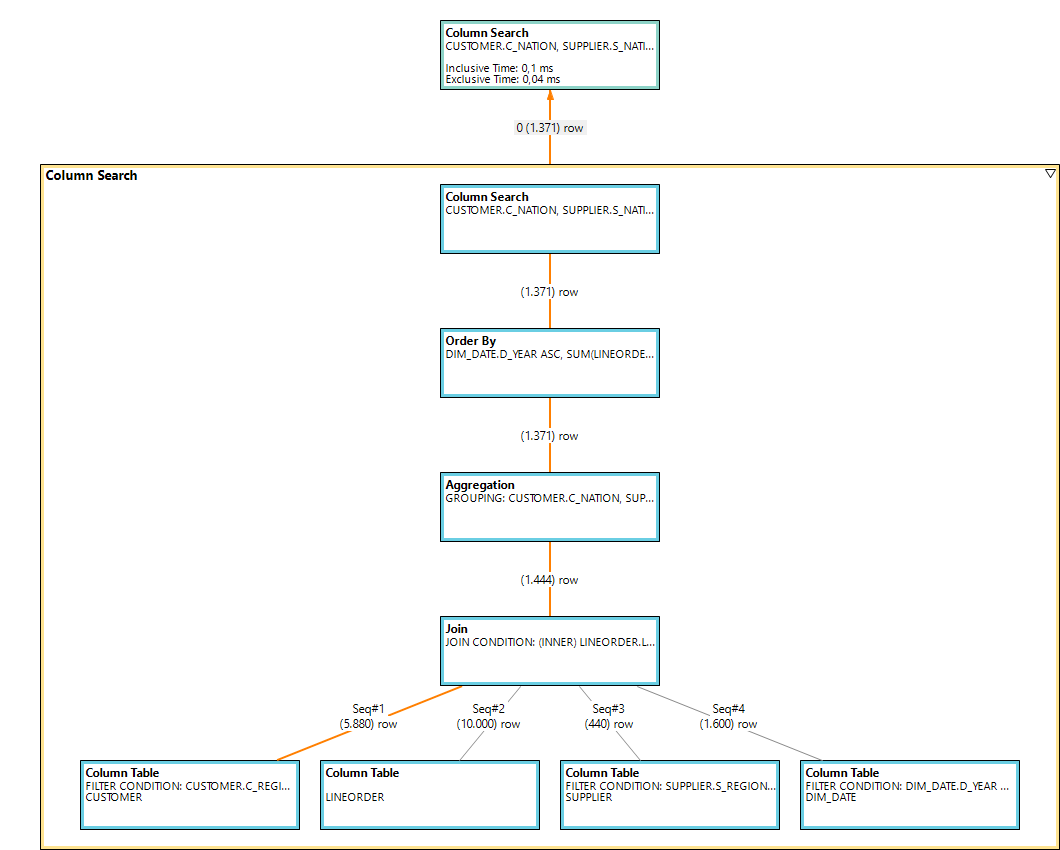 Column Search
CUSTOMER.C_NATION, SUPPLIER.S_NATI...
Inclusive Time: 0,1 ms
Exclusive Time: 0,04 ms
0 (1.371) row
Column Search
Column Search
CUSTOMER.C_NATION, SUPPLIER.S_NATI...
(1.371) row
Order By
DIM_DATE.D_YEAR ASC, SUM(LINEORDE...
(1.371) row
Aggregation
GROUPING: CUSTOMER.C_NATION, SUP...
(1.444) row
Join
JOIN CONDITION: (INNER) LINEORDER.L...
Seq#1
(5.880) row
Seq#2
(10.000) row
Seq#3
(440) row
Seq#4
(1.600) row
Column Table
FILTER CONDITION: CUSTOMER.C_REGI...
CUSTOMER
Column Table
LINEORDER
Column Table
FILTER CONDITION: SUPPLIER.S_REGION...
SUPPLIER
Column Table
FILTER CONDITION: DIM_DATE.D_YEAR ...
DIM_DATE